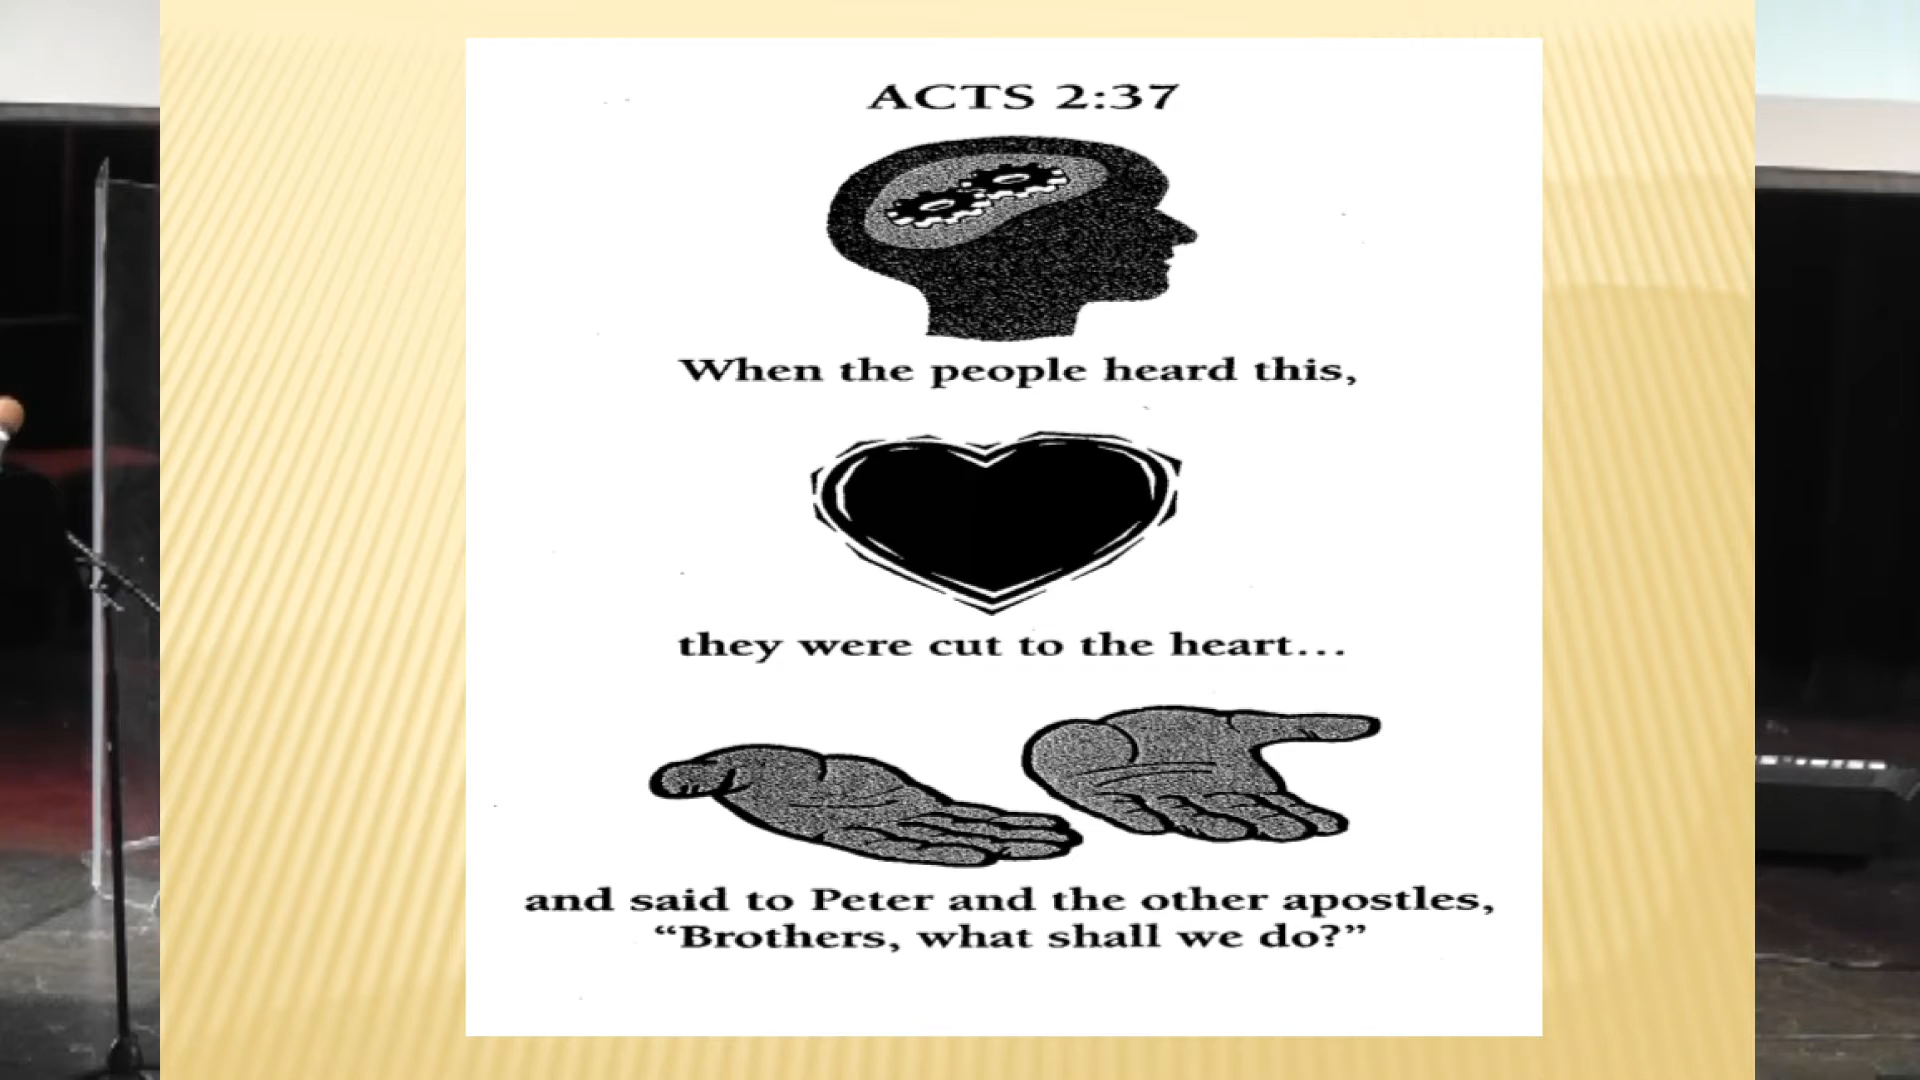 ACTS 2:37
When the people heard this,
they were cut to the heart...
and said to Peter and the other apostles,
“Brothers, what shall we do?”